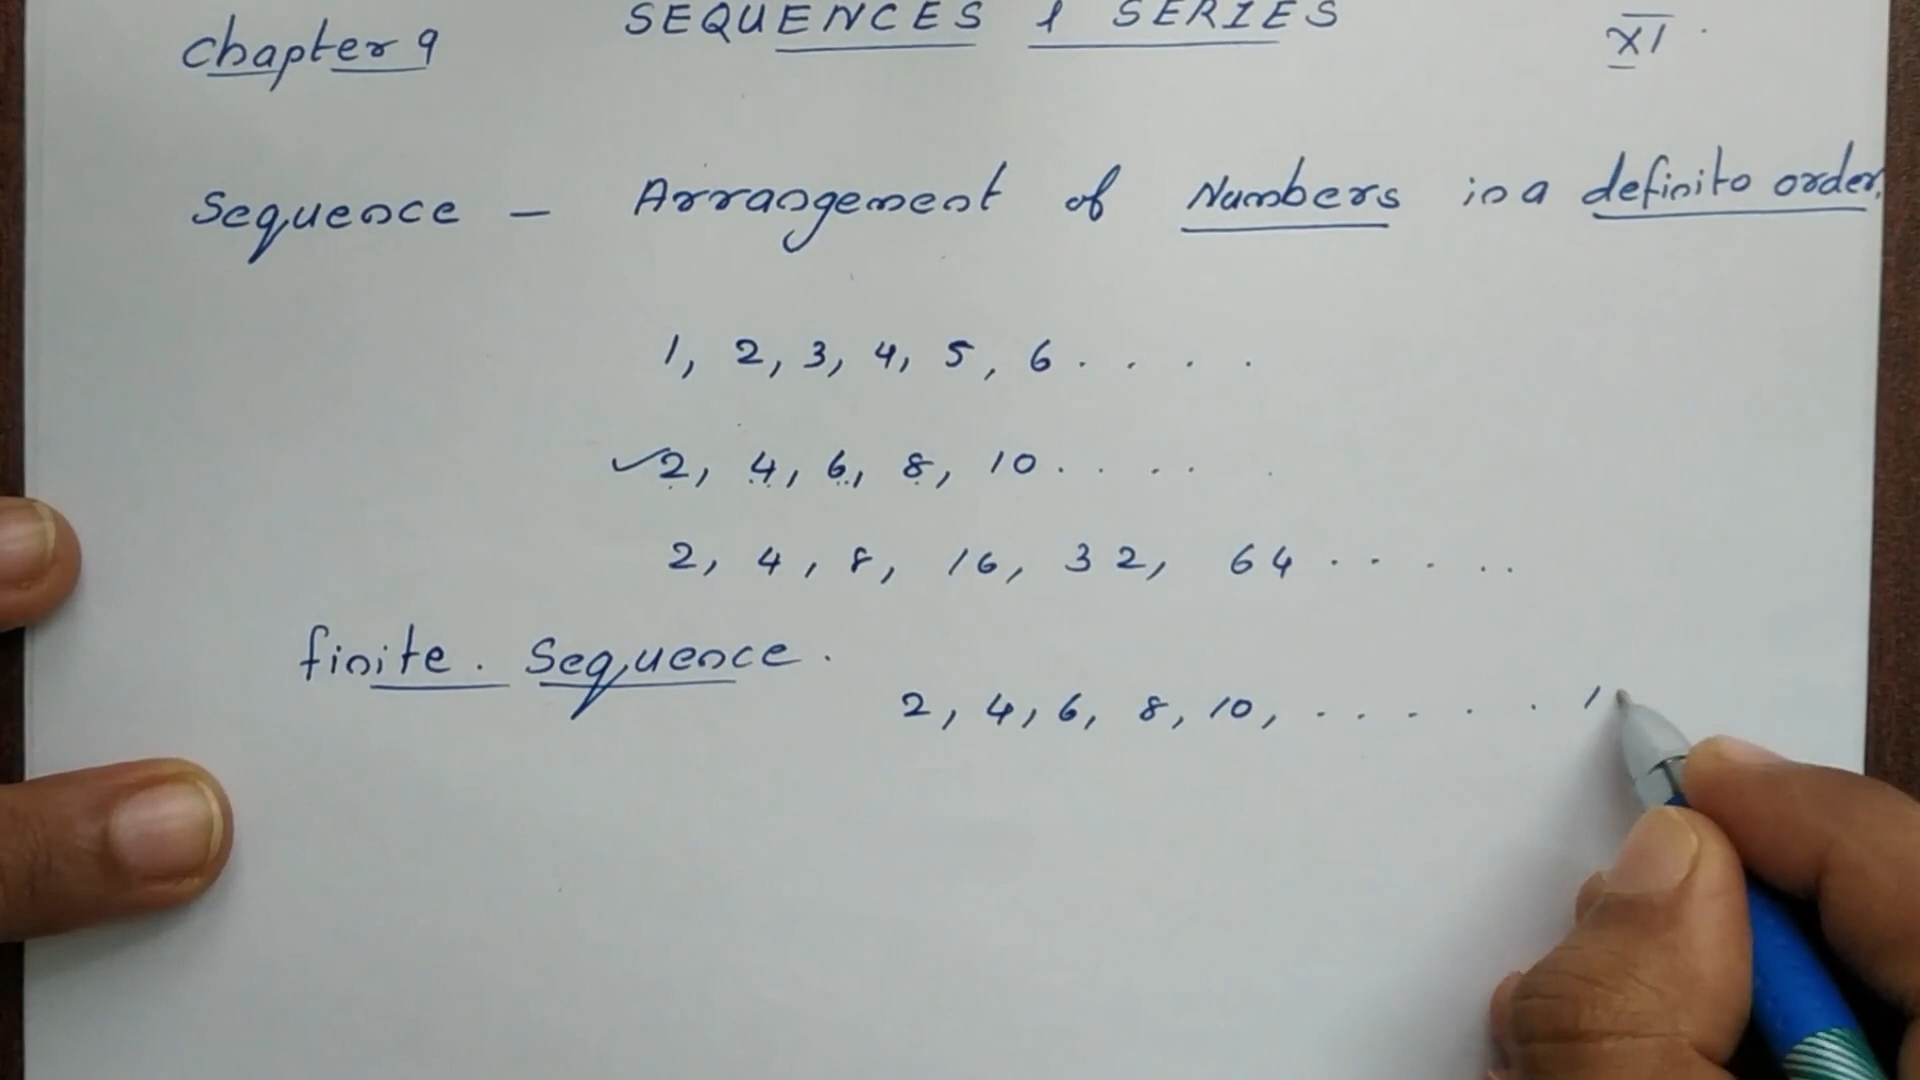 Chapter 9 SEQUENCES & SERIES XI
Sequence - Arrangement of Numbers in a definite order.
1, 2, 3, 4, 5, 6 . . . .
✓2, 4, 6, 8, 10 . . . . .
2, 4, 8, 16, 32, 64 . . . . .
finite. Sequence.
2, 4, 6, 8, 10, . . . . . 1